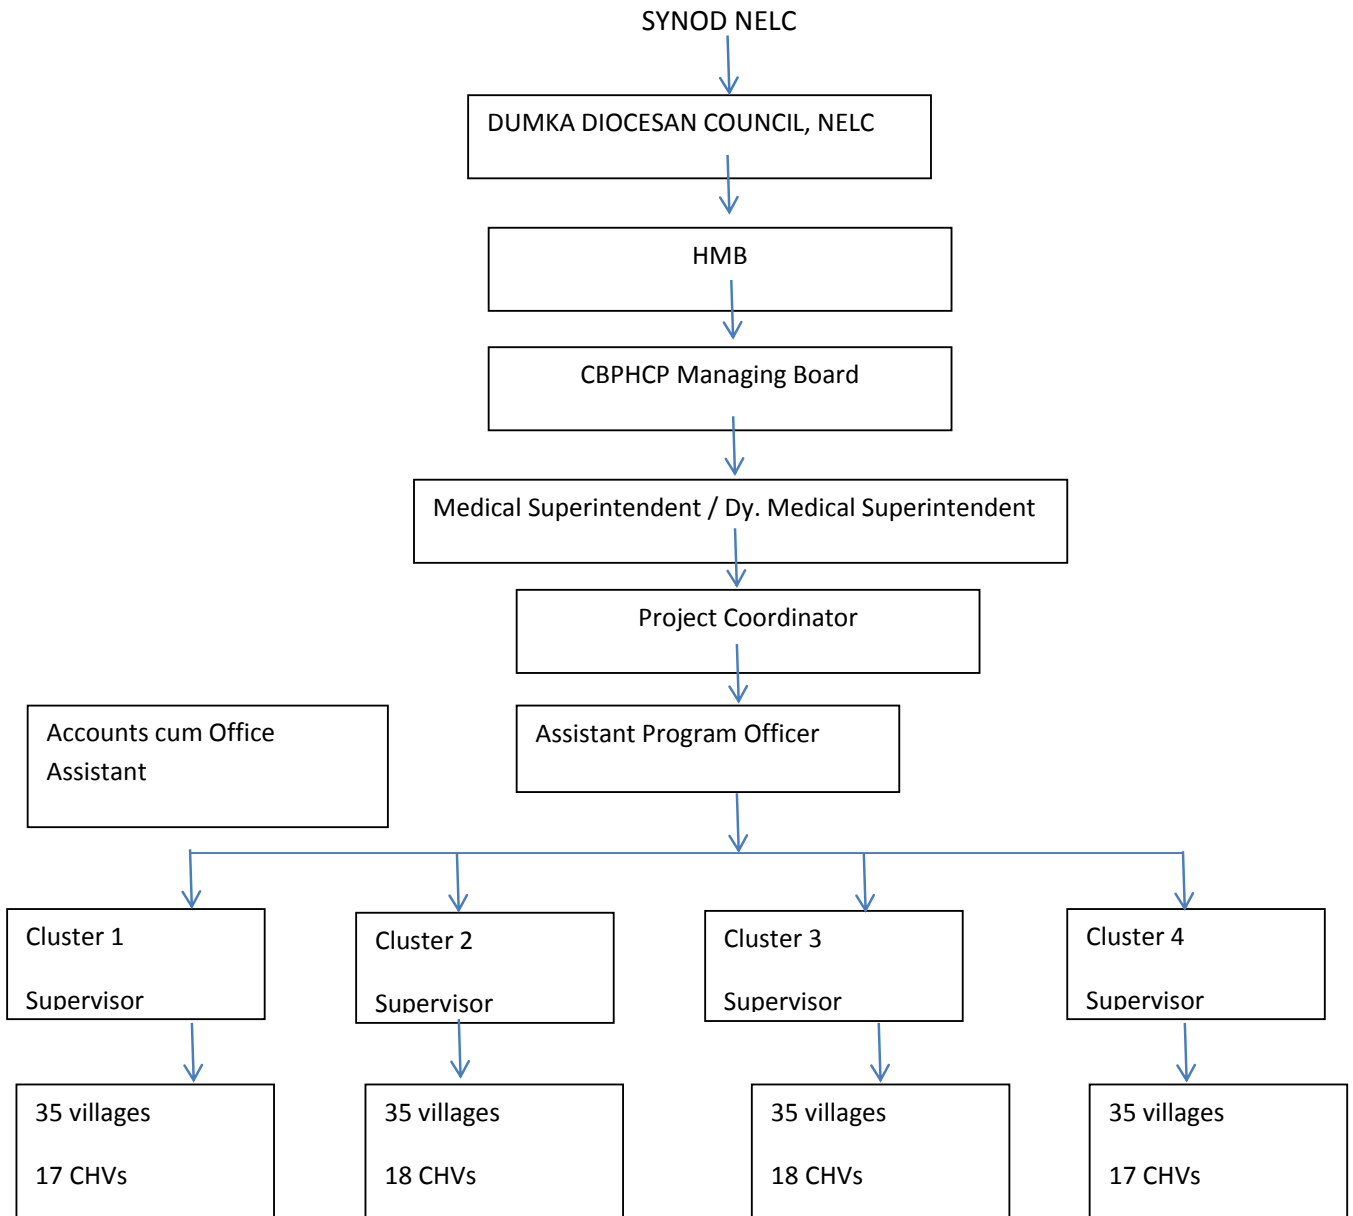 SYNOD NELC
DUMKA DIOCESAN COUNCIL, NELC
HMB
CBPHCP Managing Board
Medical Superintendent / Dy. Medical Superintendent
Project Coordinator
Accounts cum Office
Assistant
Assistant Program Officer
Cluster 1
Supervisor
Cluster 2
Supervisor
Cluster 3
Supervisor
Cluster 4
Supervisor
35 villages
17 CHVs
35 villages
18 CHVs
35 villages
18 CHVs
35 villages
17 CHVs